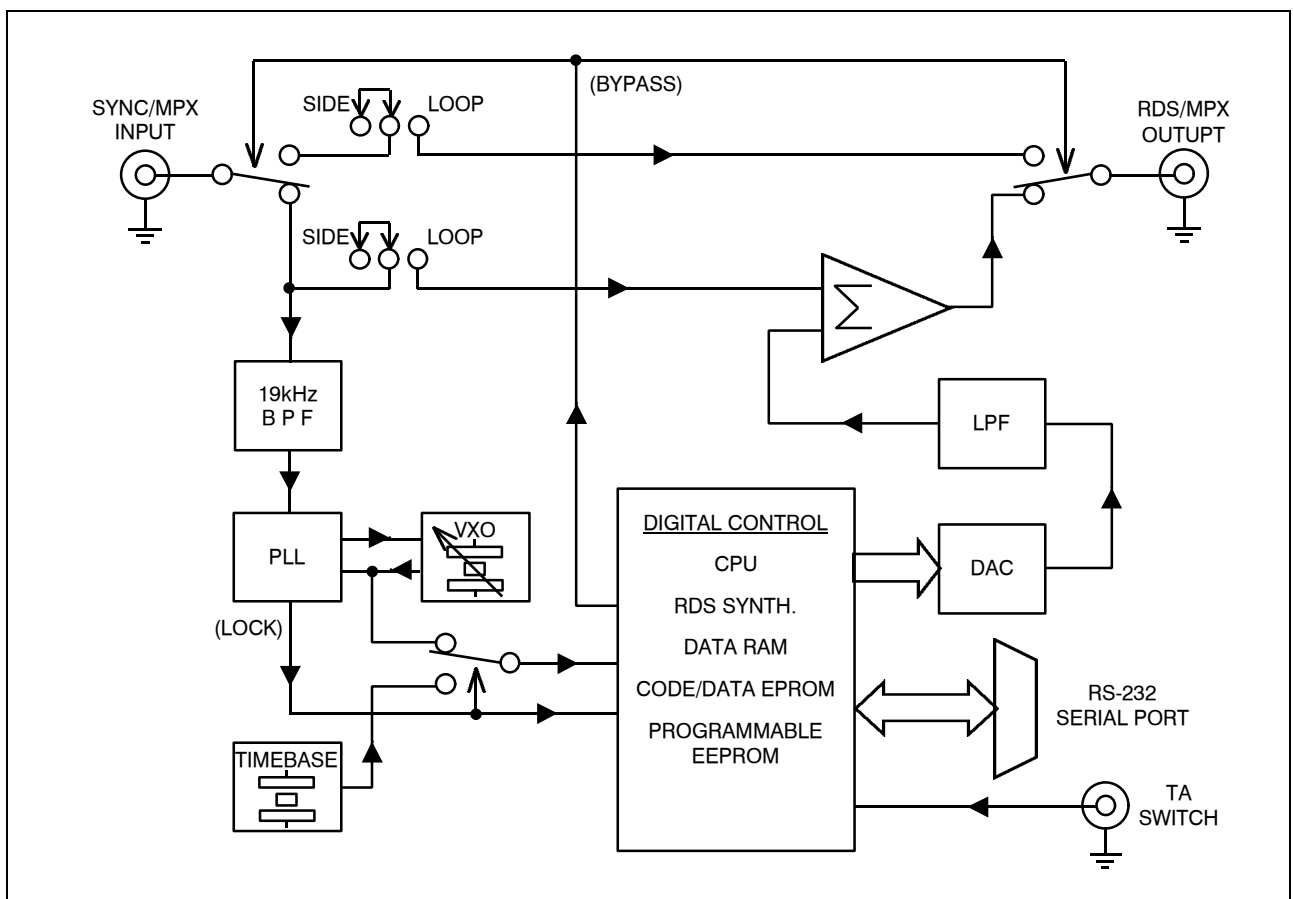 (BYPASS)
SIDE LOOP
SYNC/MPX
INPUT
RDS/MPX
OUTUPT
SIDE LOOP
Σ
19kHz
B P F
LPF
PLL
VXO
(LOCK)
DIGITAL CONTROL
CPU
RDS SYNTH.
DATA RAM
CODE/DATA EPROM
PROGRAMMABLE
EEPROM
DAC
RS-232
SERIAL PORT
TIMEBASE
TA
SWITCH